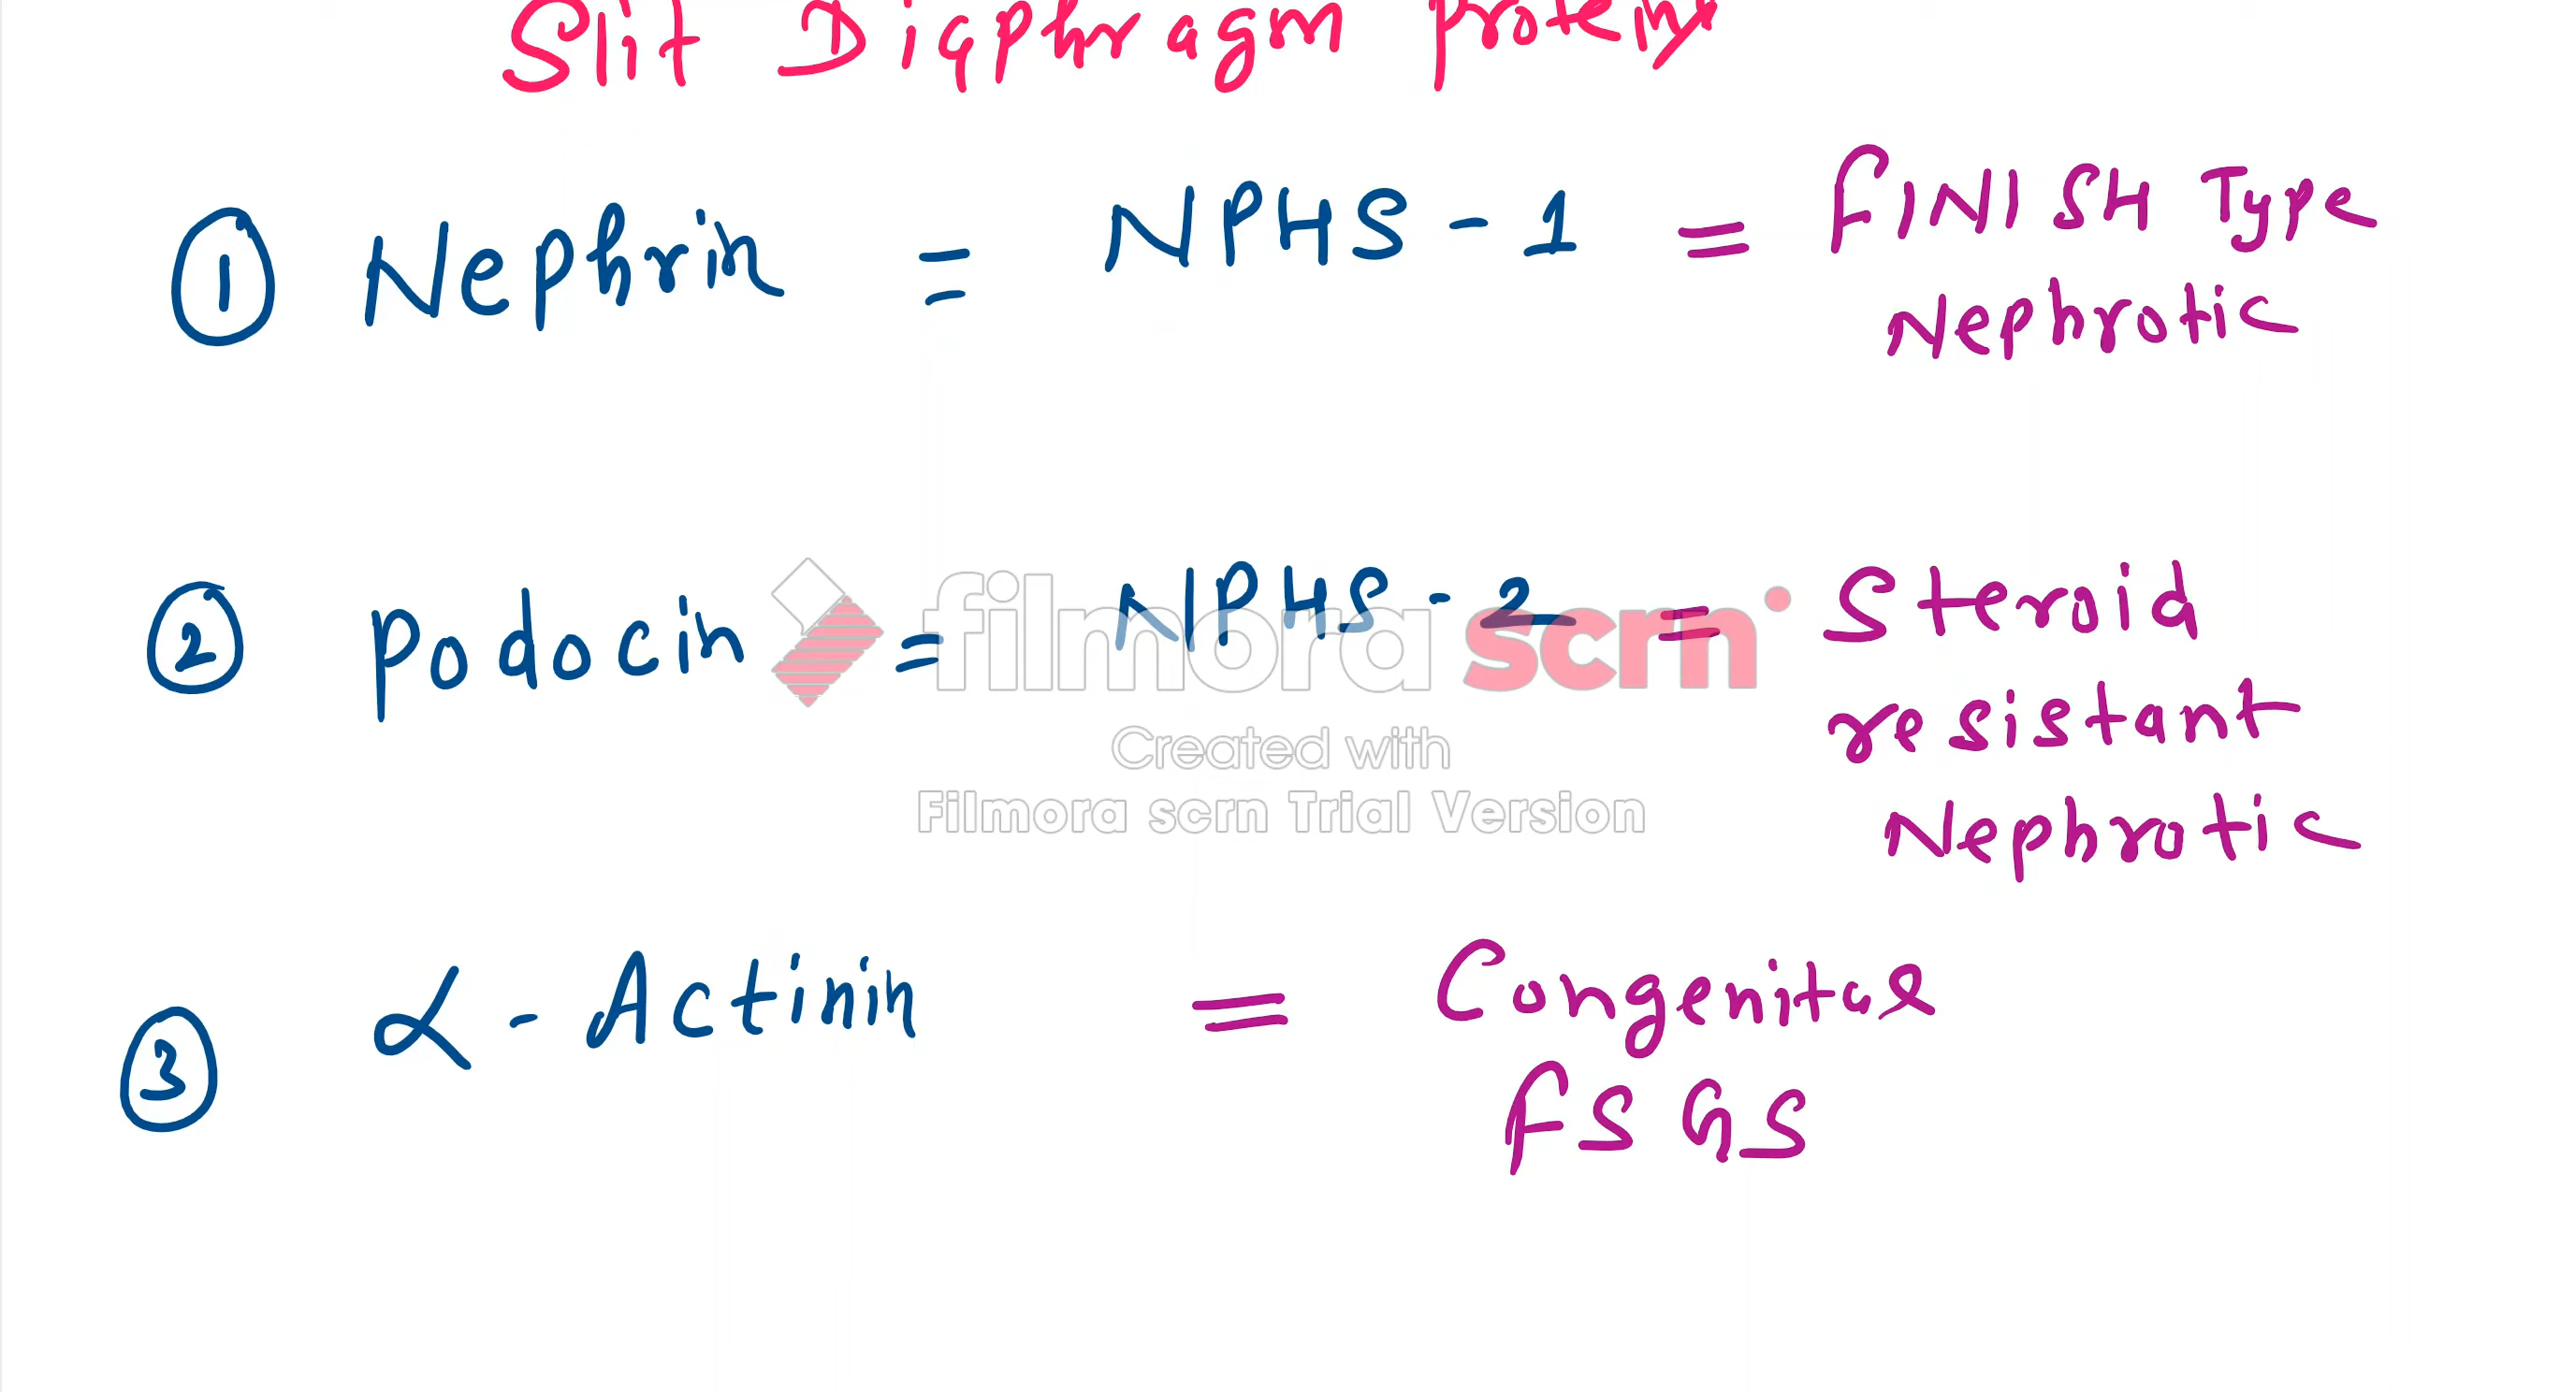 Slit Diaphragm proteins
1 Nephrin = NPHS - 1 = FINISH Type
Nephrotic
2 Podocin = NPHS - 2 = Steroid
resistant
Nephrotic
filmora scrn
Created with
Filmora scrn Trial Version
3 α - Actinin = Congenital
FSGS